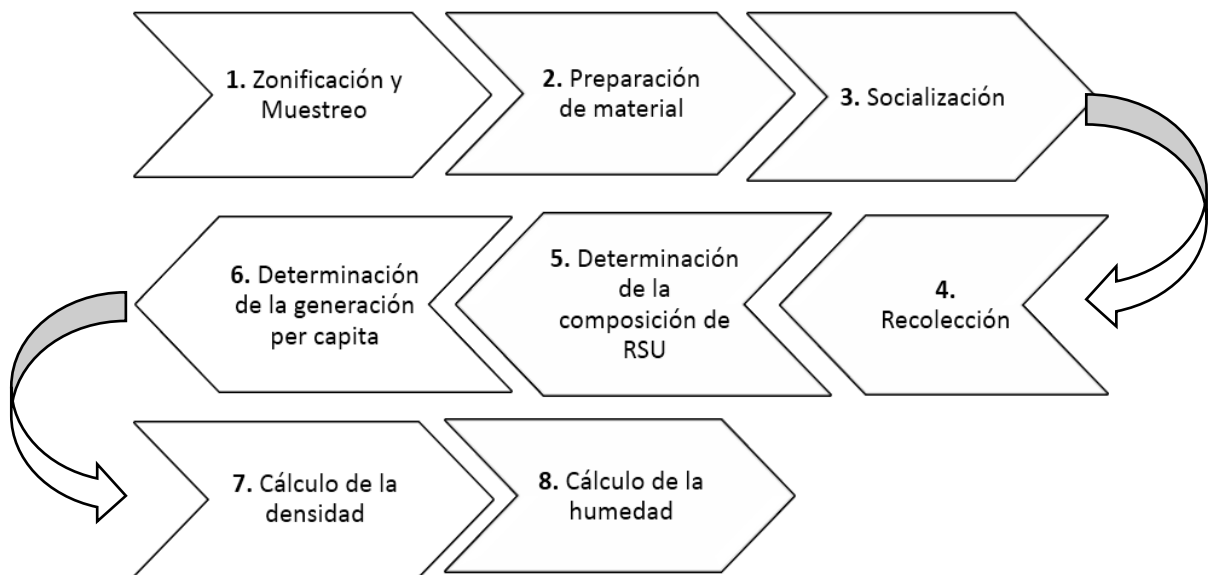 1. Zonificación y
Muestreo
2. Preparación
de material
3. Socialización
4.
Recolección
5. Determinación
de la
composición de
RSU
6. Determinación
de la generación
per capita
7. Cálculo de la
densidad
8. Cálculo de la
humedad